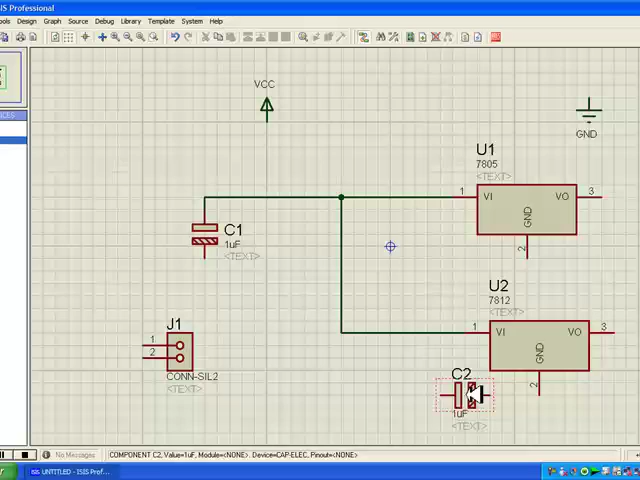 SIS Professional
ools Design Graph Source Debug Library Template System Help
ICES
VCC
GND
U1
7805
<TEXT>
1 VI VO 3
GND
2
C1
1uF
<TEXT>
U2
7812
<TEXT>
1 VI VO 3
GND
2
J1
1
2
CONN-SIL2
<TEXT>
C2
1uF
<TEXT>
No Messages
COMPONENT C2, Value=1uF, Module=<NONE>, Device=CAP-ELEC, Pinout=<NONE>
UNTITLED - ISIS Prof...